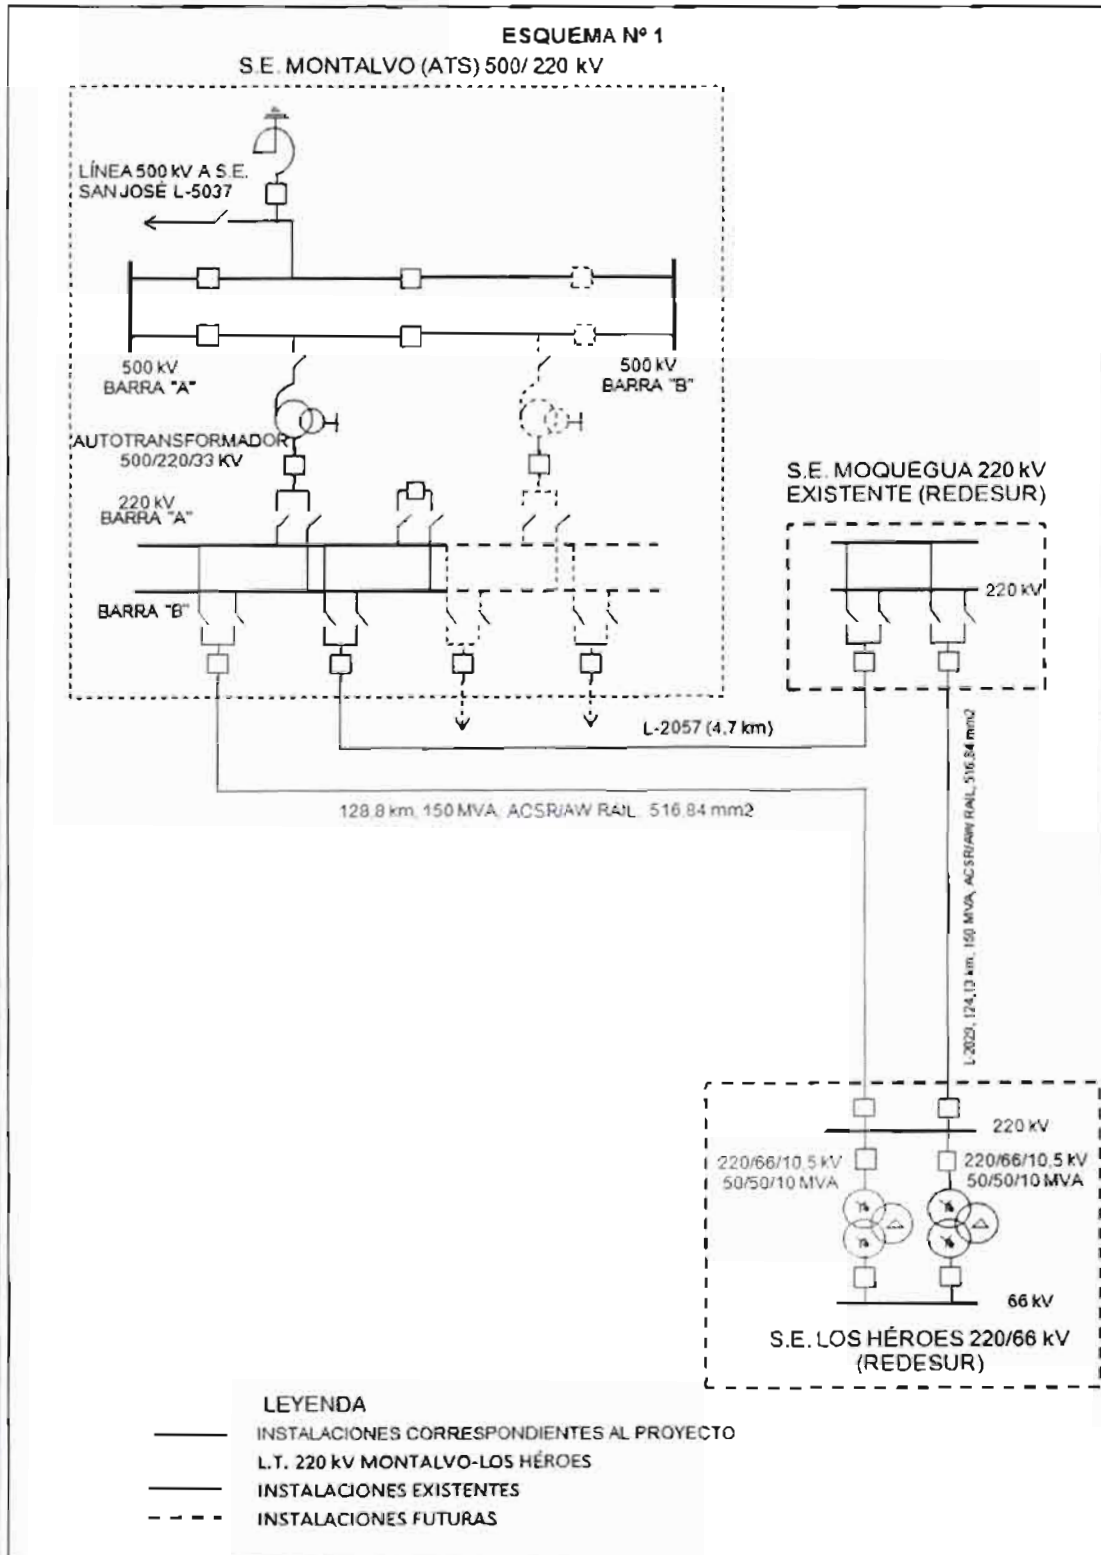 ESQUEMA Nº 1
S.E. MONTALVO (ATS) 500/ 220 kV
LÍNEA 500 kV A S.E.
SAN JOSÉ L-5037
500 kV
BARRA "A"
500 kV
BARRA "B"
AUTOTRANSFORMADOR
500/220/33 KV
220 kV
BARRA "A"
BARRA "B"
S.E. MOQUEGUA 220 kV
EXISTENTE (REDESUR)
220 kV
L-2057 (4,7 km)
128,8 km, 150 MVA, ACSR/AW RAIL, 516,84 mm2
L-2029, 124,13 km, 150 MVA, ACSR/AW RAIL, 516,84 mm2
220 kV
220/66/10,5 kV
50/50/10 MVA
220/66/10,5 kV
50/50/10 MVA
66 kV
S.E. LOS HÉROES 220/66 kV
(REDESUR)
LEYENDA
INSTALACIONES CORRESPONDIENTES AL PROYECTO
L.T. 220 kV MONTALVO-LOS HÉROES
INSTALACIONES EXISTENTES
INSTALACIONES FUTURAS